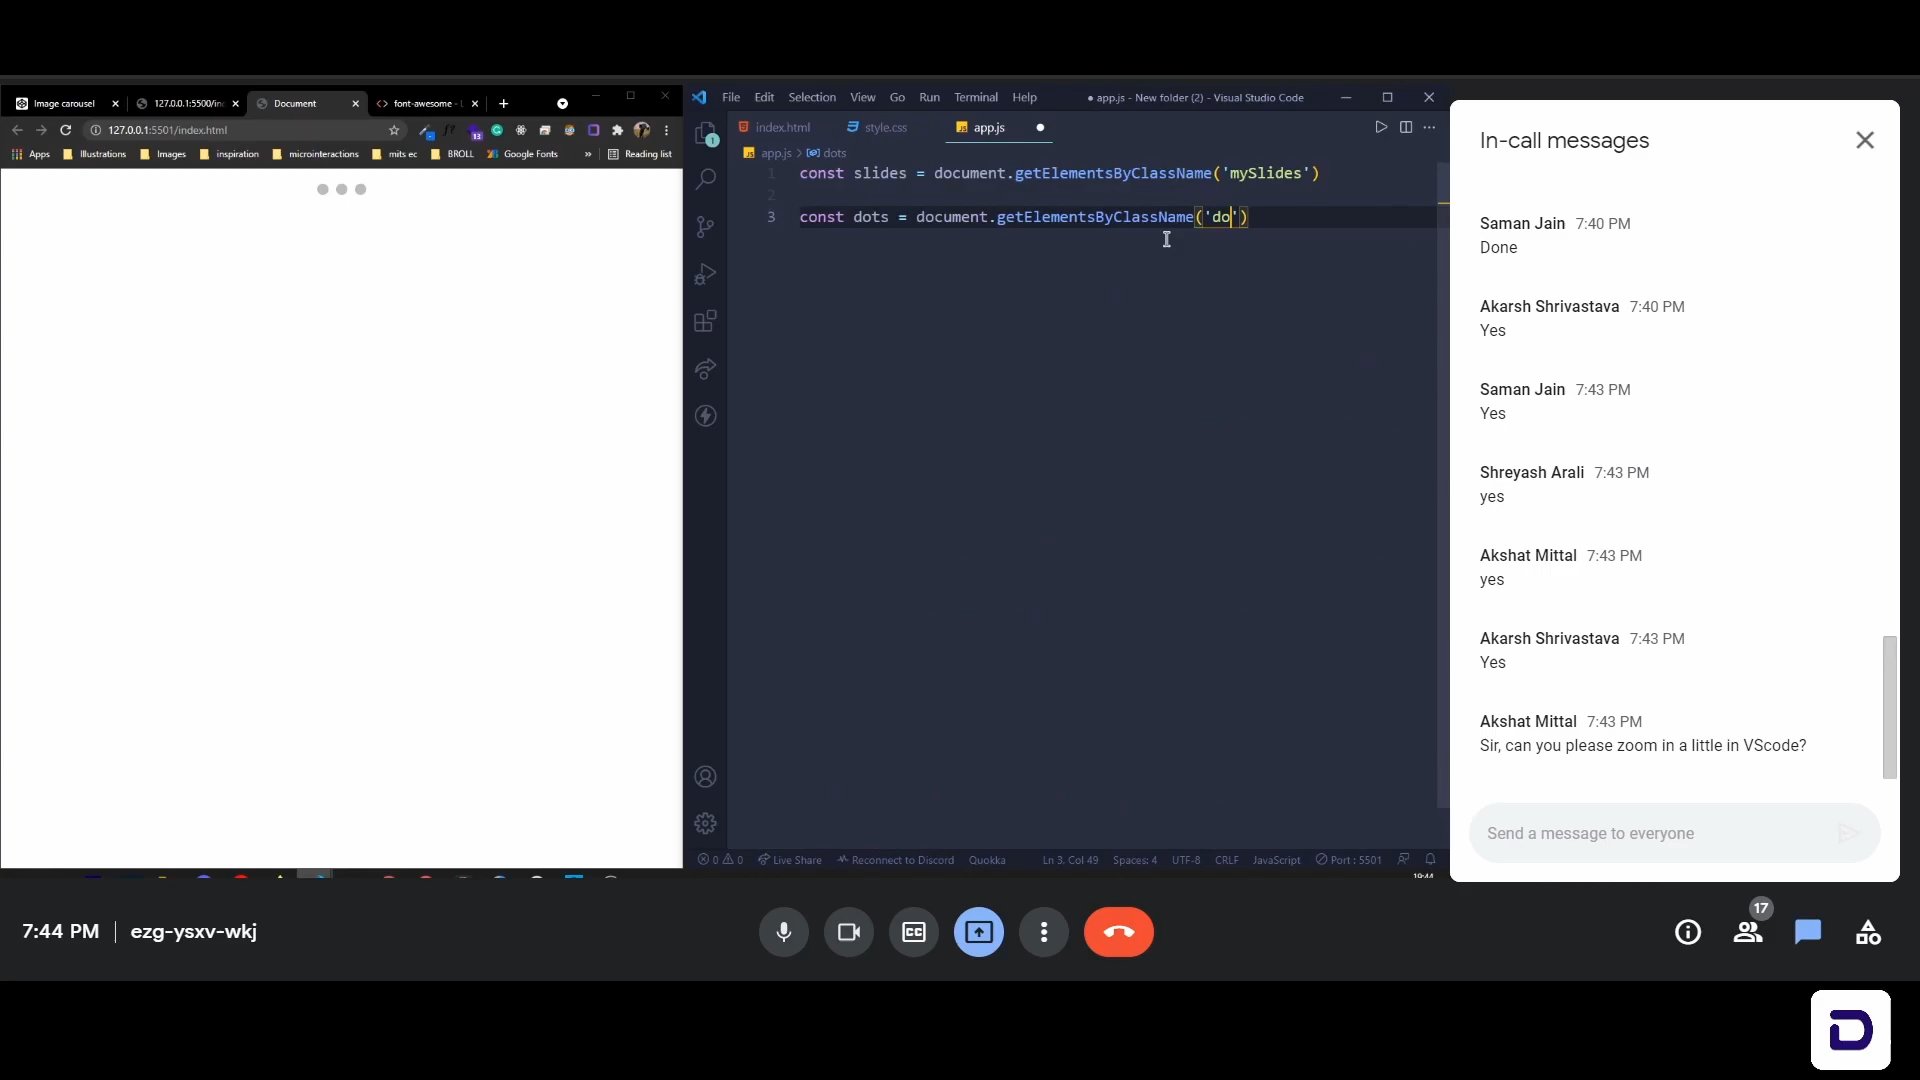 Image carousel
127.0.0.1:5500/in
Document
font-awesome -
127.0.0.1:5501/index.html
Apps
Illustrations
Images
inspiration
microinteractions
mits ec
BROLL
Google Fonts
Reading list
13
File Edit Selection View Go Run Terminal Help
● app.js - New folder (2) - Visual Studio Code
index.html
style.css
app.js
app.js > dots
1
1 const slides = document.getElementsByClassName('mySlides')
2
3 const dots = document.getElementsByClassName('do')
0 0
Live Share
Reconnect to Discord
Quokka
Ln 3, Col 49
Spaces: 4
UTF-8
CRLF
JavaScript
Port : 5501
19:44
In-call messages
Saman Jain 7:40 PM
Done
Akarsh Shrivastava 7:40 PM
Yes
Saman Jain 7:43 PM
Yes
Shreyash Arali 7:43 PM
yes
Akshat Mittal 7:43 PM
yes
Akarsh Shrivastava 7:43 PM
Yes
Akshat Mittal 7:43 PM
Sir, can you please zoom in a little in VScode?
Send a message to everyone
7:44 PM | ezg-ysxv-wkj
CC
17
D